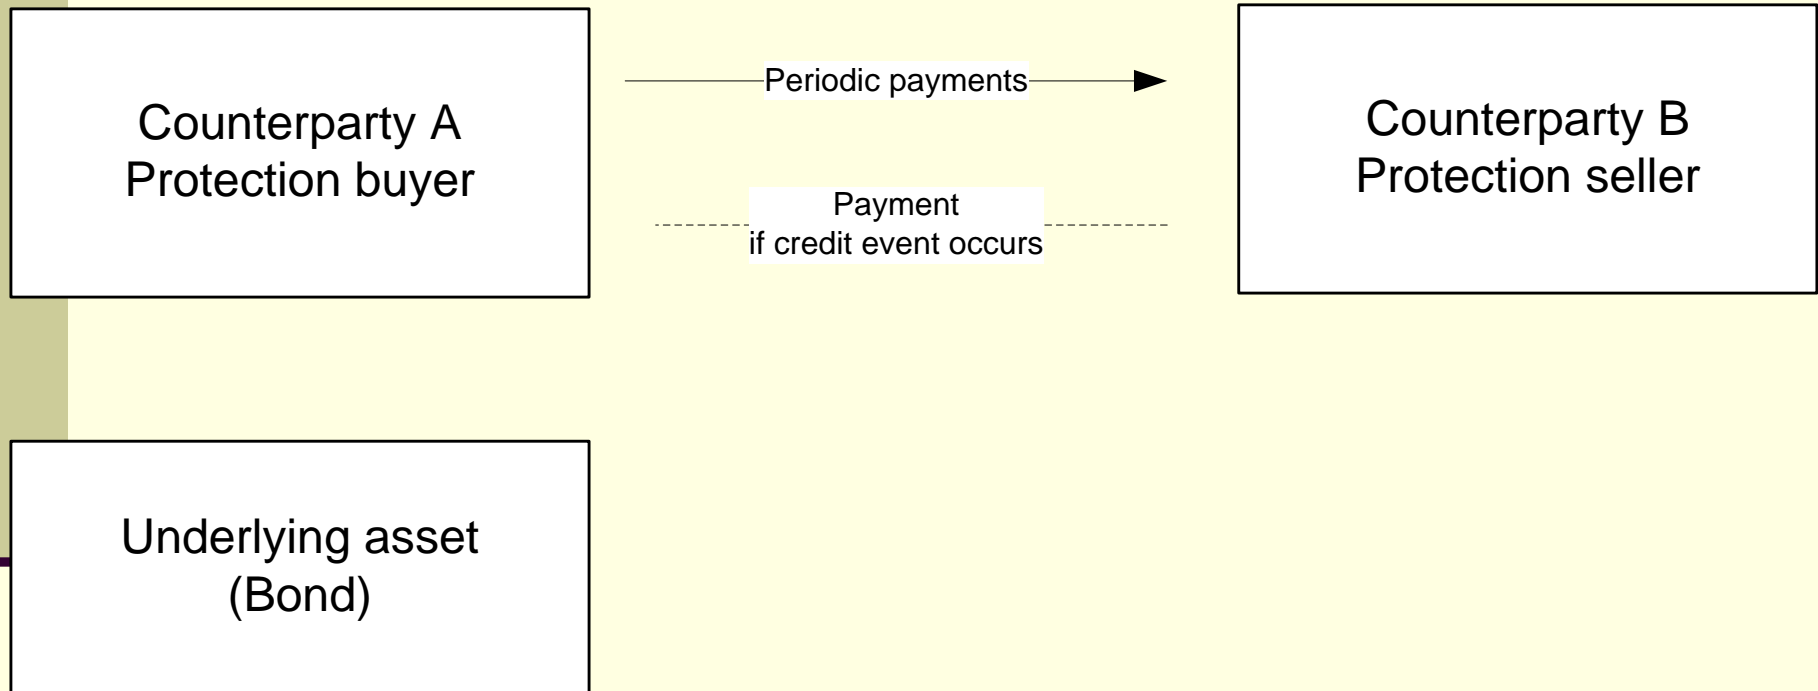 Counterparty A
Protection buyer
Periodic payments
Payment
if credit event occurs
Counterparty B
Protection seller
Underlying asset
(Bond)